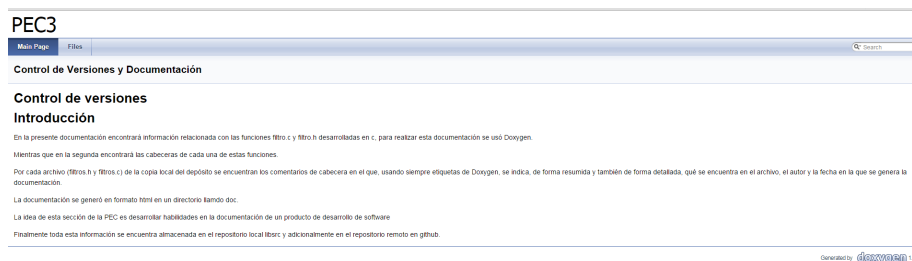 PEC3
Main Page Files Search
Control de Versiones y Documentación
Control de versiones
Introducción
En la presente documentación encontrará información relacionada con las funciones filtro.c y filtro.h desarrolladas en c, para realizar esta documentación se usó Doxygen.
Mientras que en la segunda encontrará las cabeceras de cada una de estas funciones.
Por cada archivo (filtros.h y filtros.c) de la copia local del depósito se encuentran los comentarios de cabecera en el que, usando siempre etiquetas de Doxygen, se indica, de forma resumida y también de forma detallada, qué se encuentra en el archivo, el autor y la fecha en la que se genera la
documentación.
La documentación se generó en formato html en un directorio llamdo doc.
La idea de esta sección de la PEC es desarrollar habilidades en la documentación de un producto de desarrollo de software
Finalmente toda esta información se encuentra almacenada en el repositorio local libsrc y adicionalmente en el repositorio remoto en github.
Generated by doxygen 1